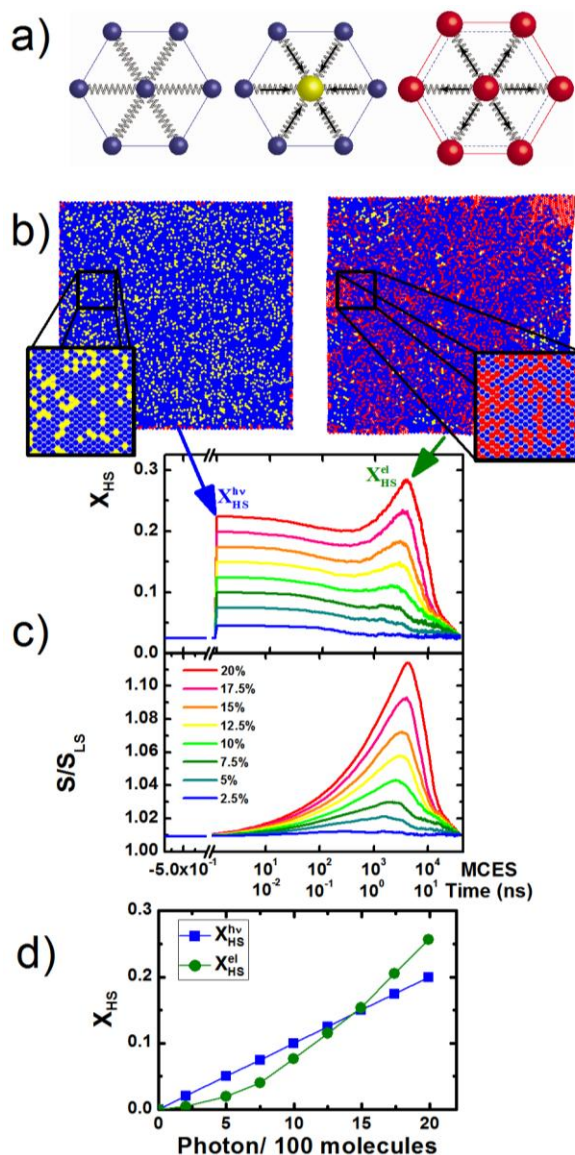 a)
b)
c)
X_HS
0.3
0.2
0.1
0.0
X_HS^hν
X_HS^el
S/S_LS
1.10
1.08
1.06
1.04
1.02
1.00
20%
17.5%
15%
12.5%
10%
7.5%
5%
2.5%
-5.0x10^-1 10^1 10^2 10^3 10^4 MCES
10^-2 10^-1 10^0 10^1 Time (ns)
d)
X_HS
0.3
0.2
0.1
0.0
X_HS^hν
X_HS^el
0 5 10 15 20
Photon/ 100 molecules